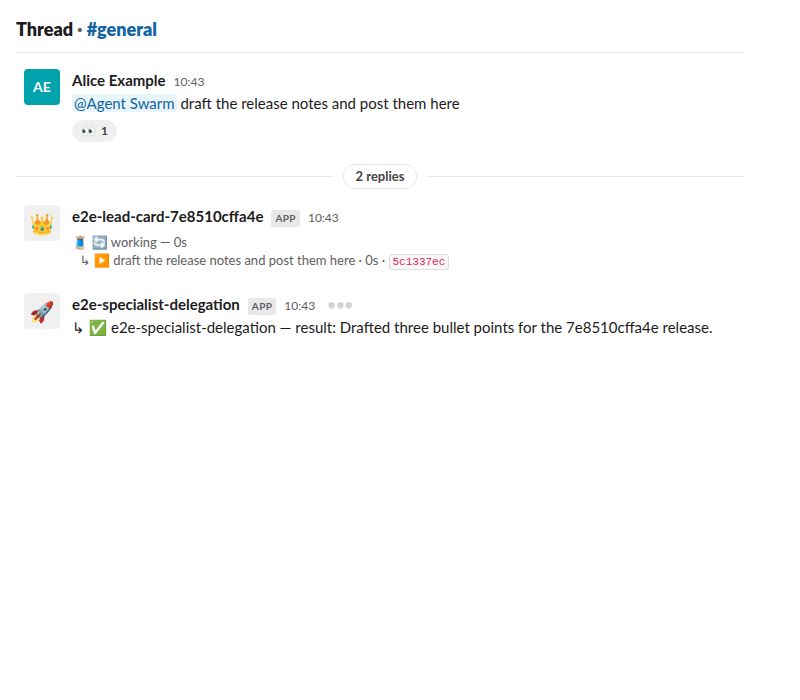 Thread • #general
AE
Alice Example 10:43
@Agent Swarm draft the release notes and post them here
👀 1
2 replies
e2e-lead-card-7e8510cffa4e APP 10:43
🧵 🔄 working — 0s
↳ ▶️ draft the release notes and post them here · 0s · 5c1337ec
e2e-specialist-delegation APP 10:43
↳ ✅ e2e-specialist-delegation — result: Drafted three bullet points for the 7e8510cffa4e release.